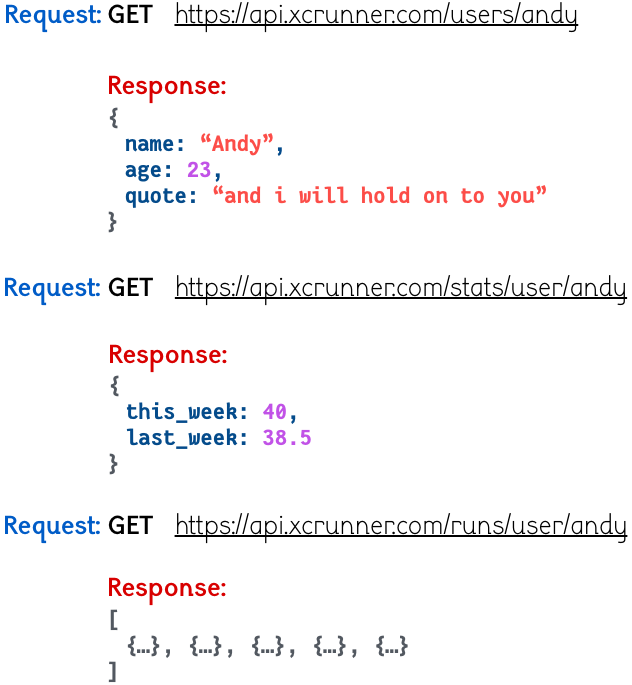 Request: GET https://api.xcrunner.com/users/andy
Response:
{
name: “Andy”,
age: 23,
quote: “and i will hold on to you”
}
Request: GET https://api.xcrunner.com/stats/user/andy
Response:
{
this_week: 40,
last_week: 38.5
}
Request: GET https://api.xcrunner.com/runs/user/andy
Response:
[
{…}, {…}, {…}, {…}, {…}
]